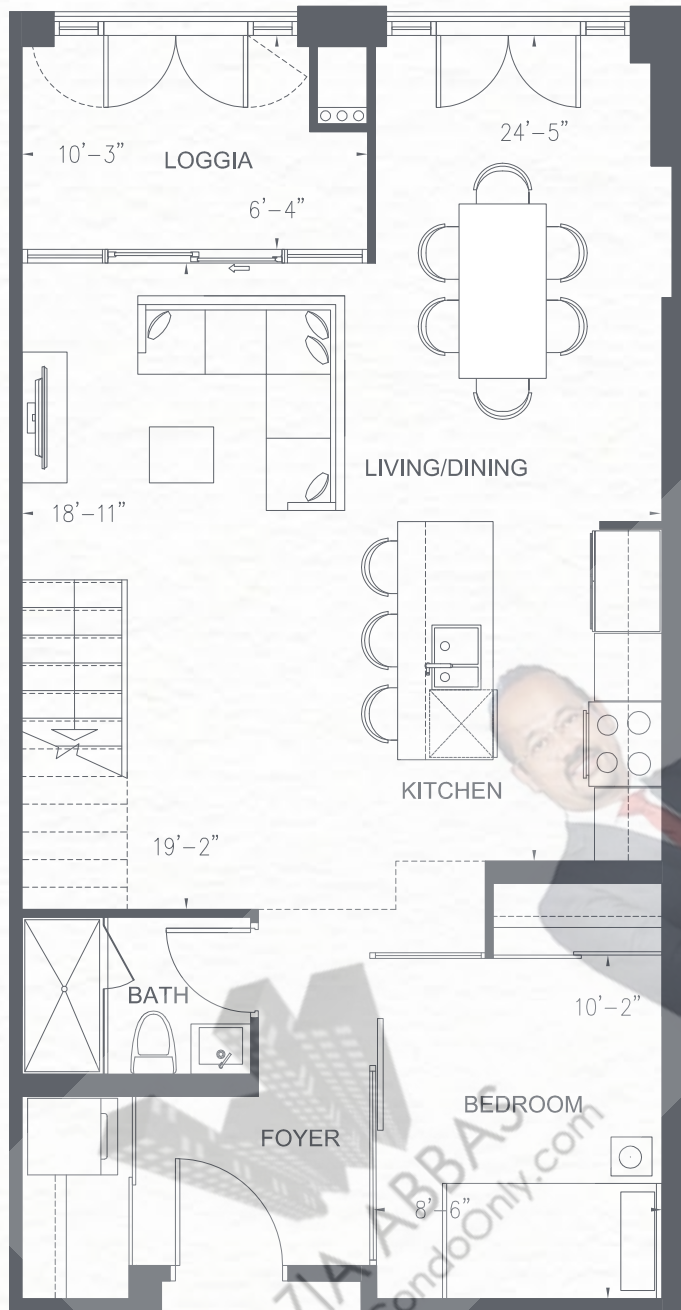 24'-5"
10'-3"
LOGGIA
6'-4"
LIVING/DINING
18'-11"
KITCHEN
19'-2"
BATH
10'-2"
BEDROOM
FOYER
8'-6"
ZIA ABBAS
CondoOnly.com